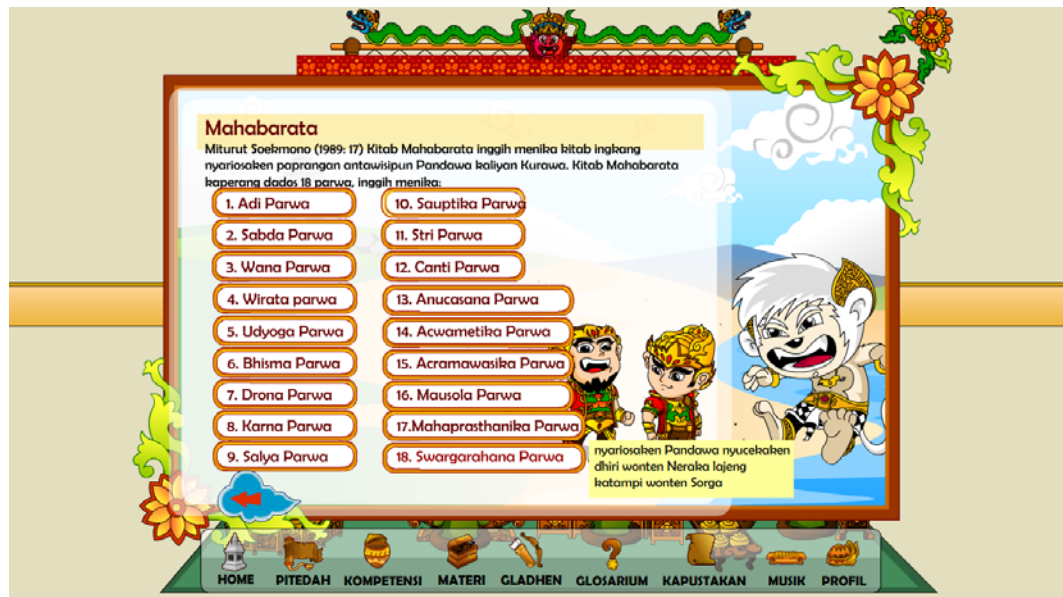 X
Mahabarata
Miturut Soekmono (1989: 17) Kitab Mahabarata inggih menika kitab ingkang
nyariosaken paprangan antawisipun Pandawa kaliyan Kurawa. Kitab Mahabarata
kaperang dados 18 parwa, inggih menika:
1. Adi Parwa
2. Sabda Parwa
3. Wana Parwa
4. Wirata parwa
5. Udyoga Parwa
6. Bhisma Parwa
7. Drona Parwa
8. Karna Parwa
9. Salya Parwa
10. Sauptika Parwa
11. Stri Parwa
12. Canti Parwa
13. Anucasana Parwa
14. Acwametika Parwa
15. Acramawasika Parwa
16. Mausola Parwa
17.Mahaprasthanika Parwa
18. Swargarahana Parwa
nyariosaken Pandawa nyucekaken
dhiri wonten Neraka lajeng
katampi wonten Sorga
HOME PITEDAH KOMPETENSI MATERI GLADHEN GLOSARIUM KAPUSTAKAN MUSIK PROFIL